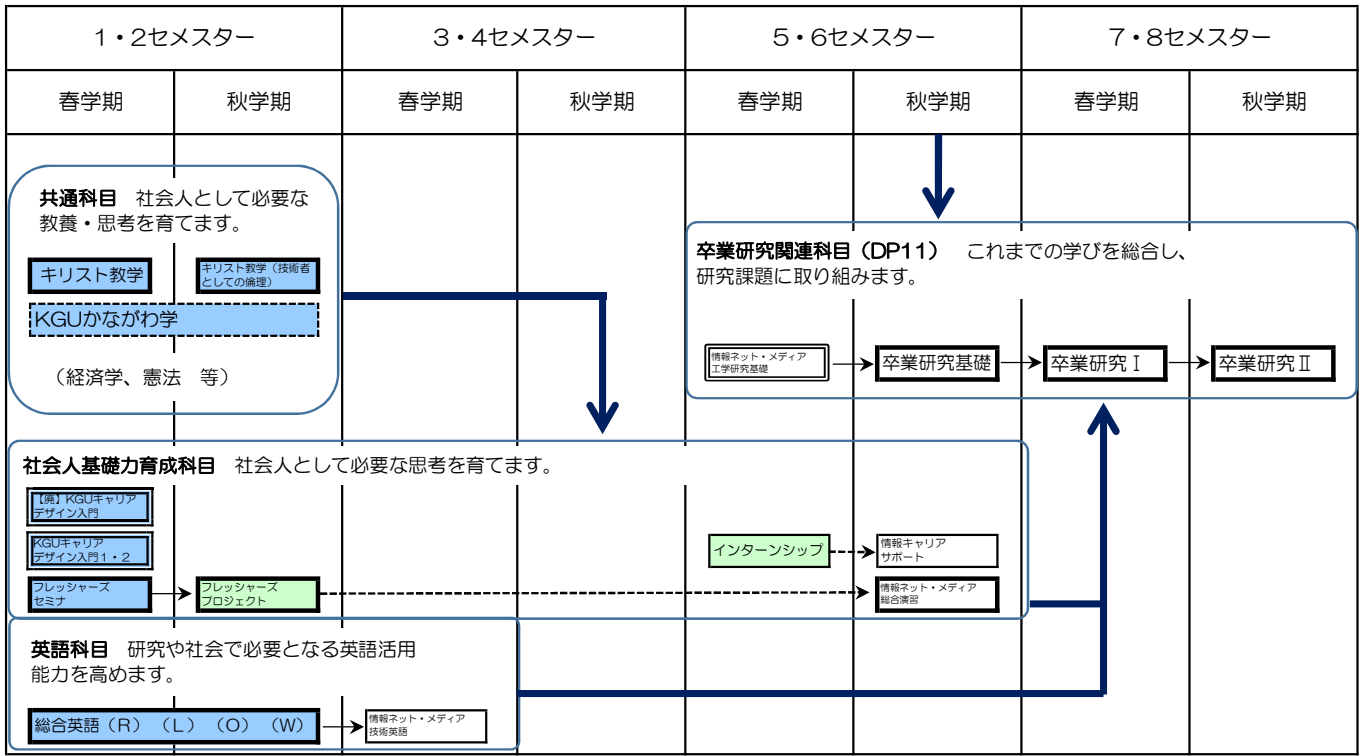 1・2セメスター
3・4セメスター
5・6セメスター
7・8セメスター
春学期
秋学期
春学期
秋学期
春学期
秋学期
春学期
秋学期
共通科目　社会人として必要な
教養・思考を育てます。
キリスト教学
キリスト教学（技術者
としての倫理）
KGUかながわ学
（経済学、憲法　等）
卒業研究関連科目（DP11）　これまでの学びを総合し、
研究課題に取り組みます。
情報ネット・メディア
工学研究基礎
卒業研究基礎
卒業研究Ⅰ
卒業研究Ⅱ
社会人基礎力育成科目　社会人として必要な思考を育てます。
【廃】KGUキャリア
デザイン入門
KGUキャリア
デザイン入門１・２
インターンシップ
情報キャリア
サポート
フレッシャーズ
セミナ
フレッシャーズ
プロジェクト
情報ネット・メディア
総合演習
英語科目　研究や社会で必要となる英語活用
能力を高めます。
総合英語（R）（L）（O）（W）
情報ネット・メディア
技術英語